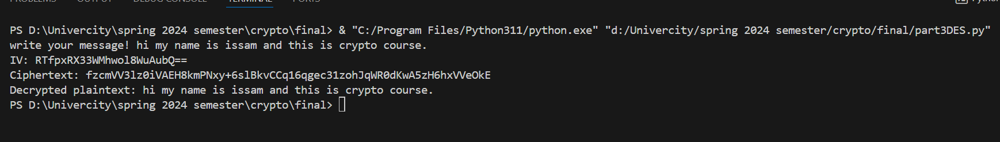 PROBLEMS OUTPUT DEBUG CONSOLE TERMINAL PORTS Python
PS D:\Univercity\spring 2024 semester\crypto\final> & "C:/Program Files/Python311/python.exe" "d:/Univercity/spring 2024 semester/crypto/final/part3DES.py"
write your message! hi my name is issam and this is crypto course.
IV: RTfpxRX33WMhwol8WuAubQ==
Ciphertext: fzcmVV3lz0iVAEH8kmPNxy+6slBkvCCq16qgec31zohJqWR0dKwA5zH6hxVVeOkE
Decrypted plaintext: hi my name is issam and this is crypto course.
PS D:\Univercity\spring 2024 semester\crypto\final>